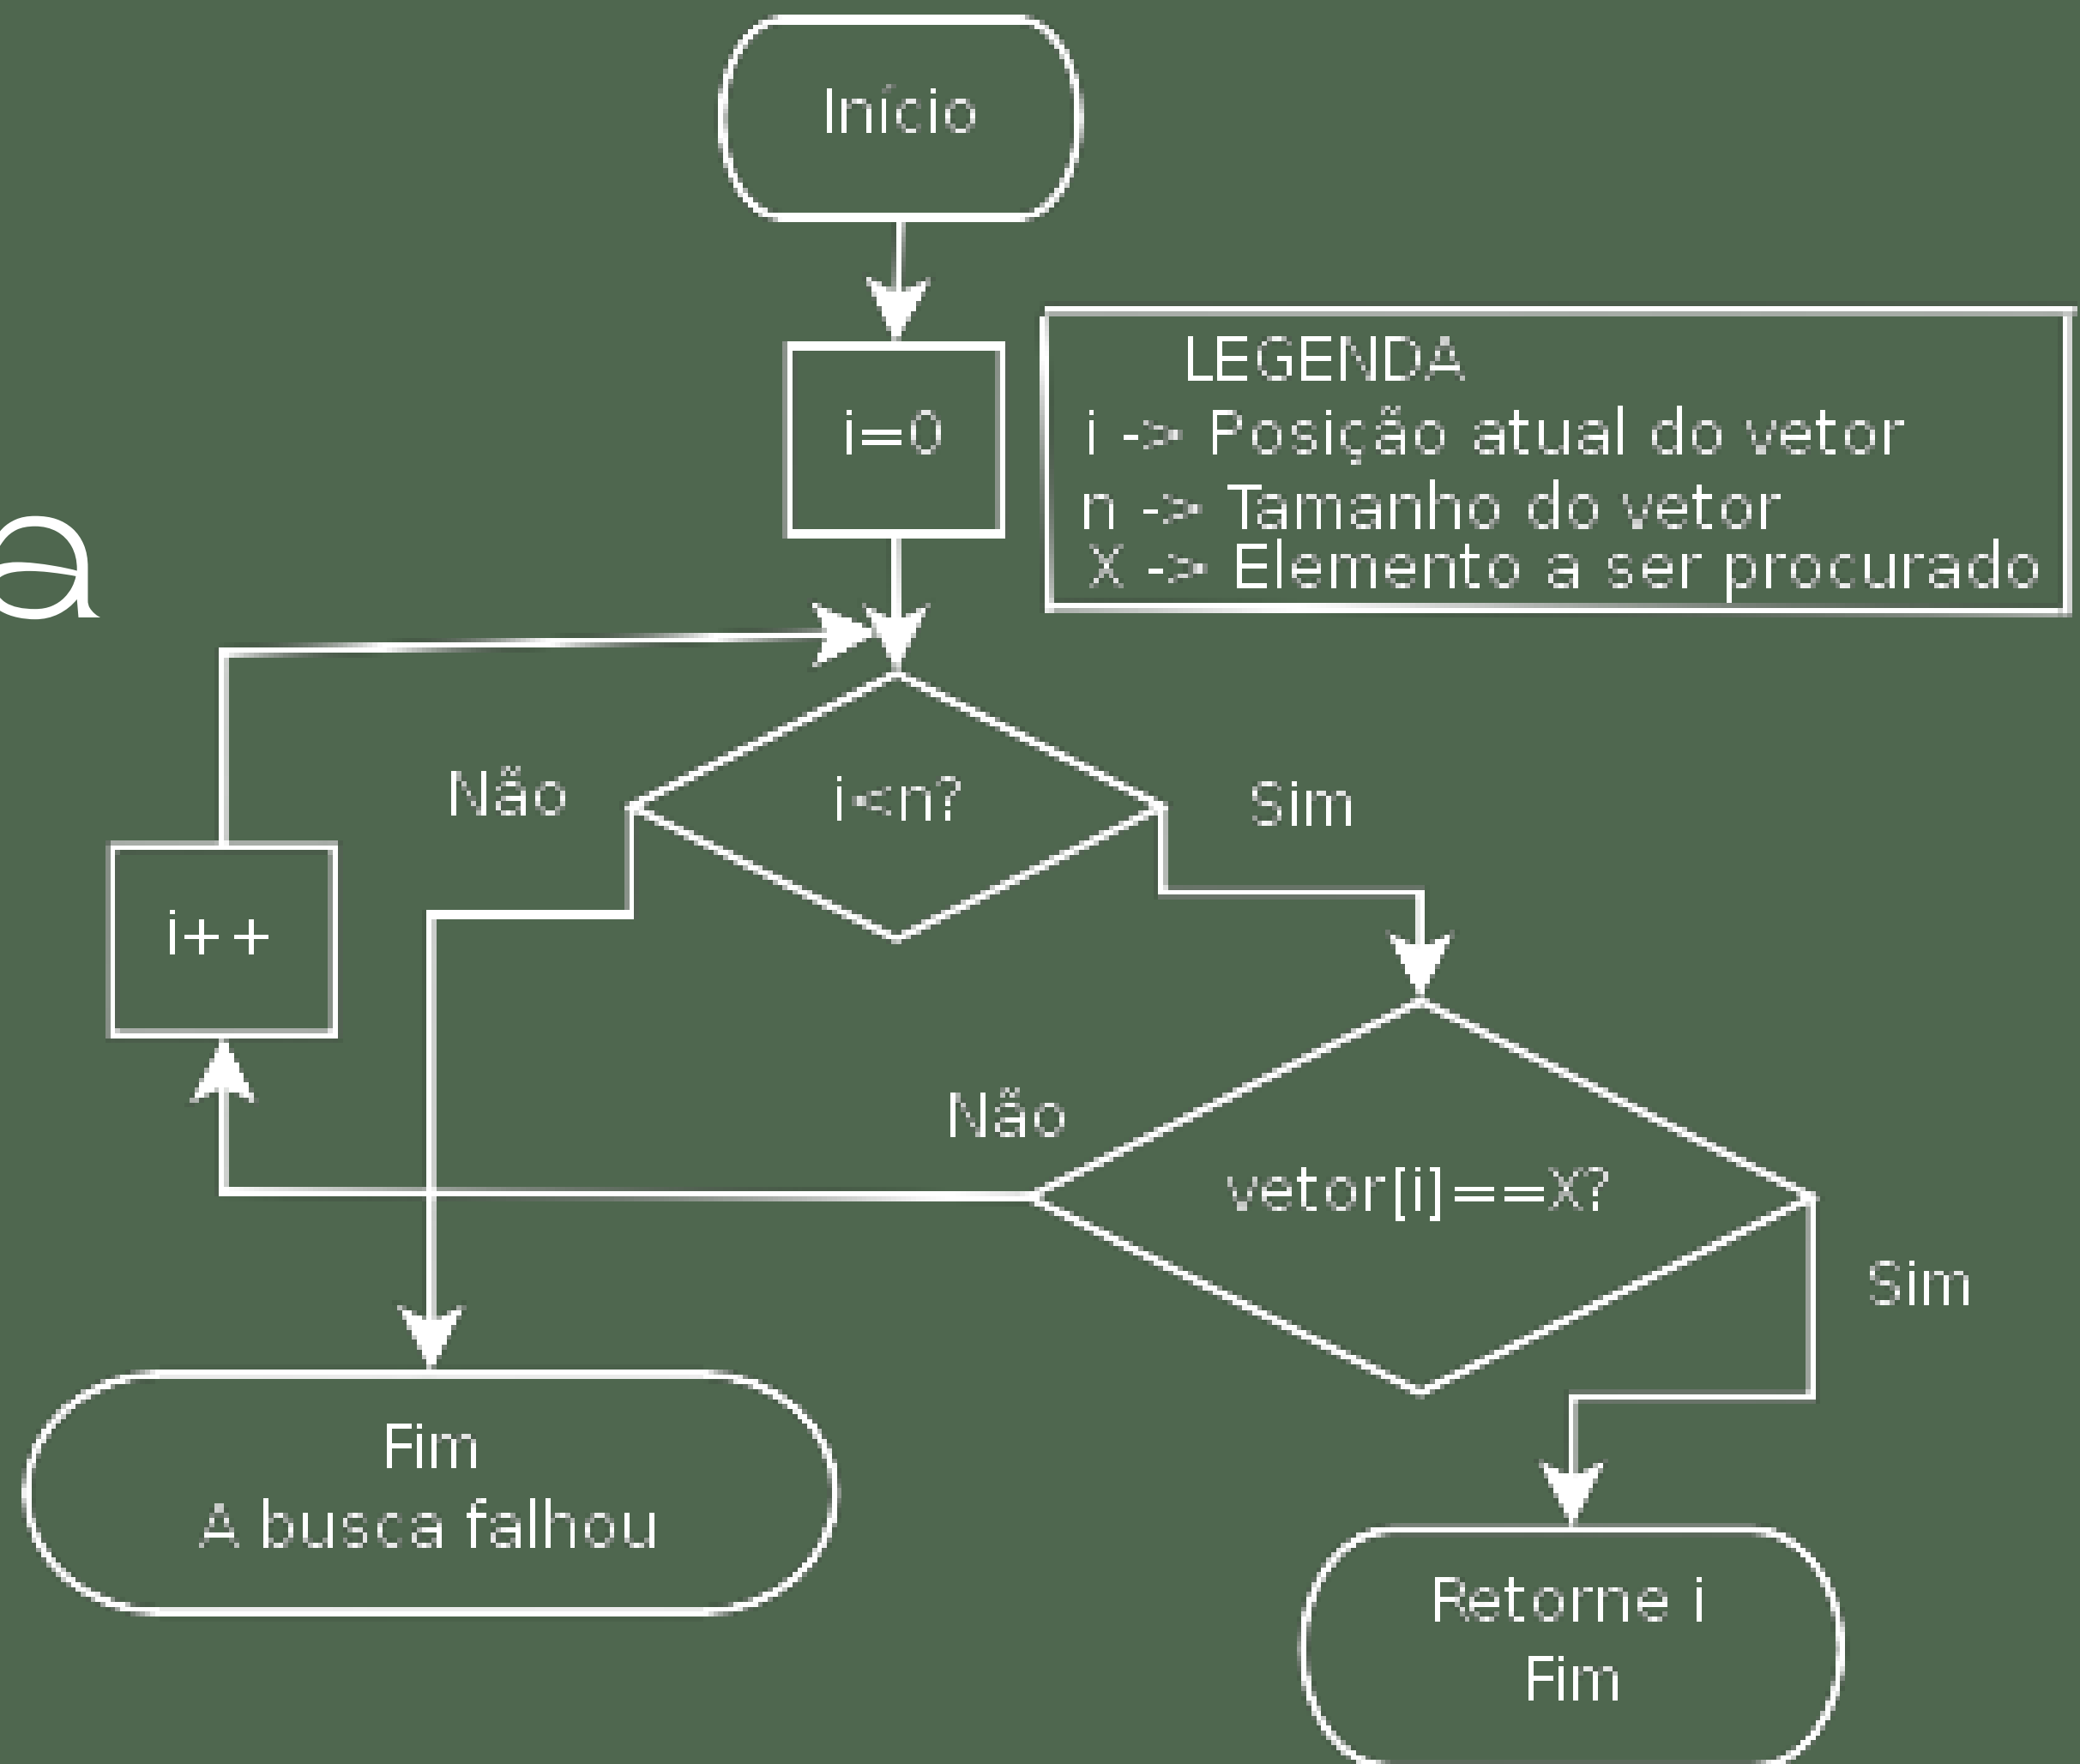 Início
LEGENDA
i -> Posição atual do vetor
n -> Tamanho do vetor
X -> Elemento a ser procurado
i=0
a
i<n?
Não
Sim
i++
Não
vetor[i]==X?
Sim
Fim
A busca falhou
Retorne i
Fim